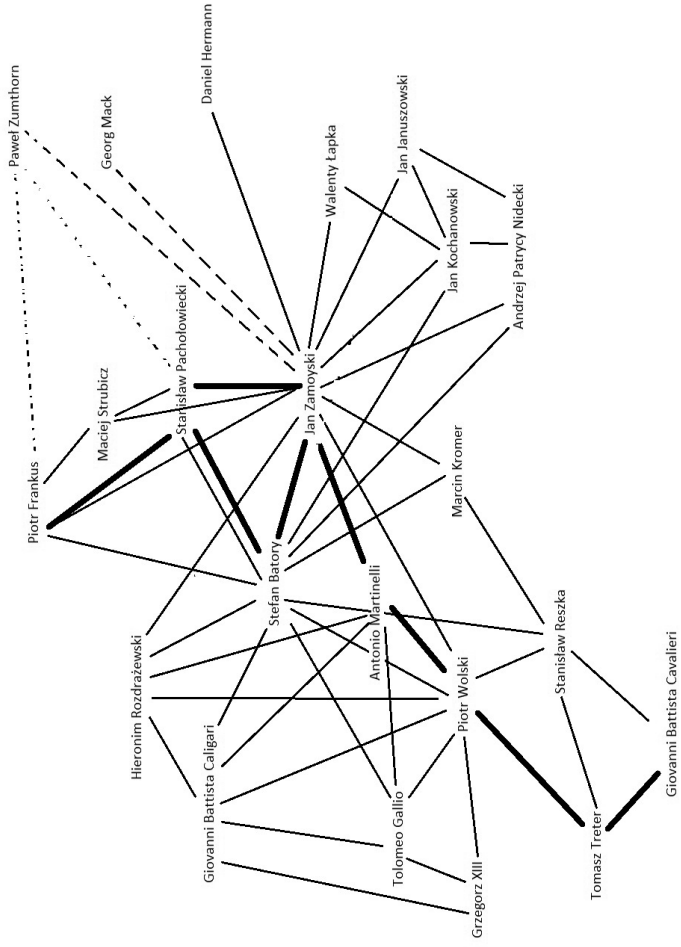 Paweł Zumthorn
Georg Mack
Daniel Hermann
Piotr Frankus
Maciej Strubicz
Stanisław Pachołowiecki
Walenty Łapka
Jan Januszowski
Jan Zamoyski
Jan Kochanowski
Andrzej Patrycy Nidecki
Hieronim Rozdrażewski
Stefan Batory
Marcin Kromer
Giovanni Battista Caligari
Antonio Martinelli
Piotr Wolski
Stanisław Reszka
Tolomeo Gallio
Grzegorz XIII
Tomasz Treter
Giovanni Battista Cavalieri